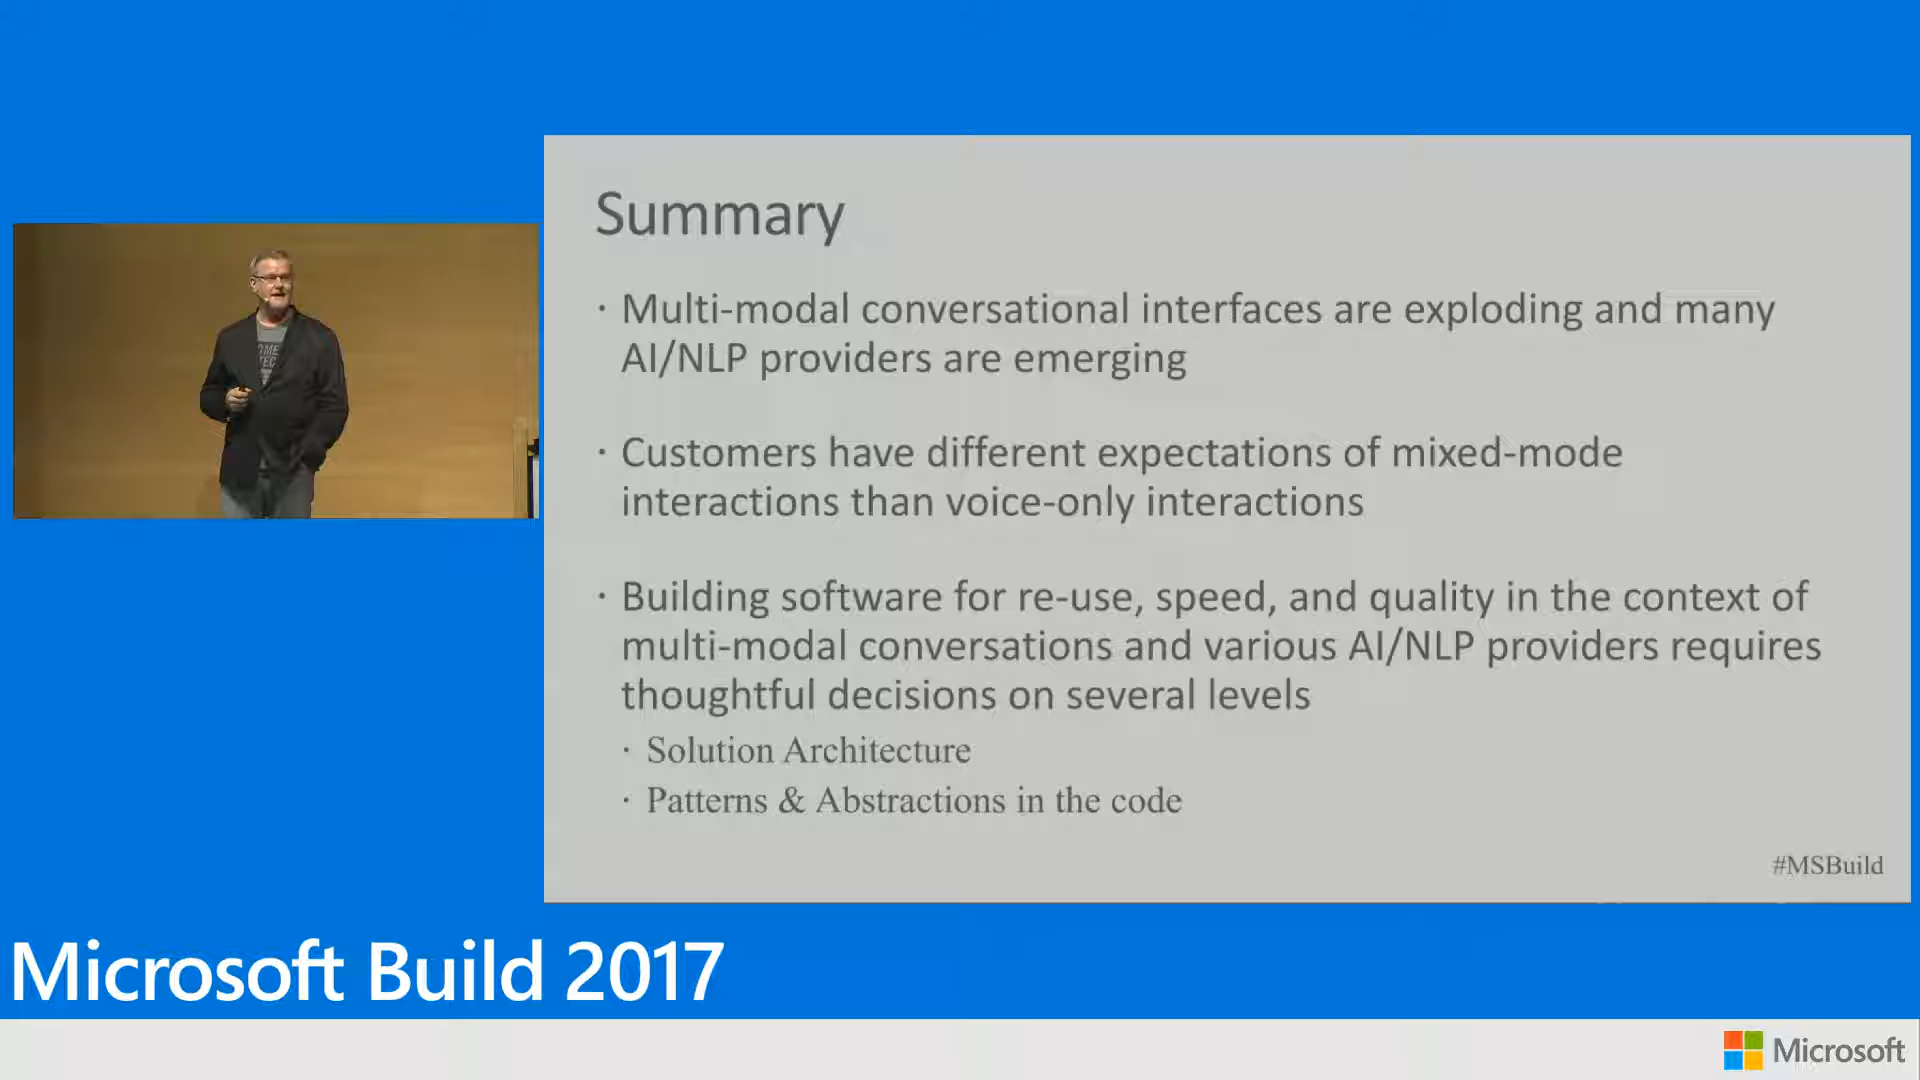 Summary
· Multi-modal conversational interfaces are exploding and many
AI/NLP providers are emerging
· Customers have different expectations of mixed-mode
interactions than voice-only interactions
· Building software for re-use, speed, and quality in the context of
multi-modal conversations and various AI/NLP providers requires
thoughtful decisions on several levels
· Solution Architecture
· Patterns & Abstractions in the code
#MSBuild
Microsoft Build 2017
Microsoft